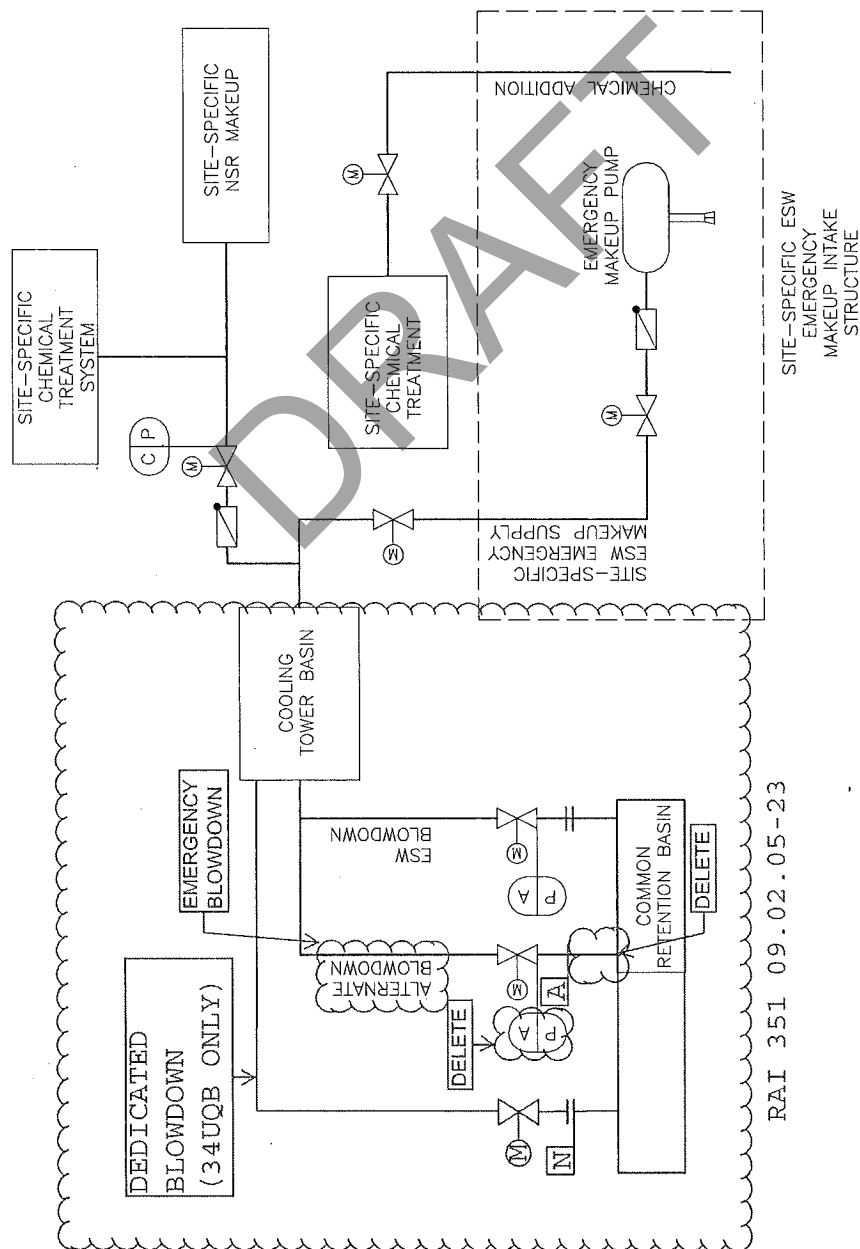 SITE-SPECIFIC
CHEMICAL
TREATMENT
SYSTEM
SITE-SPECIFIC
NSR MAKEUP
C P
M
M
SITE-SPECIFIC
CHEMICAL
TREATMENT
CHEMICAL ADDITION
EMERGENCY
MAKEUP PUMP
M
M
SITE-SPECIFIC
ESW EMERGENCY
MAKEUP SUPPLY
SITE-SPECIFIC ESW
EMERGENCY
MAKEUP INTAKE
STRUCTURE
COOLING
TOWER BASIN
EMERGENCY
BLOWDOWN
DEDICATED
BLOWDOWN
(34UQB ONLY)
ESW
BLOWDOWN
ALTERNATE
BLOWDOWN
M
P A
M
A
P A
DELETE
M
N
COMMON
RETENTION BASIN
DELETE
RAI 351 09.02.05-23
DRAFT